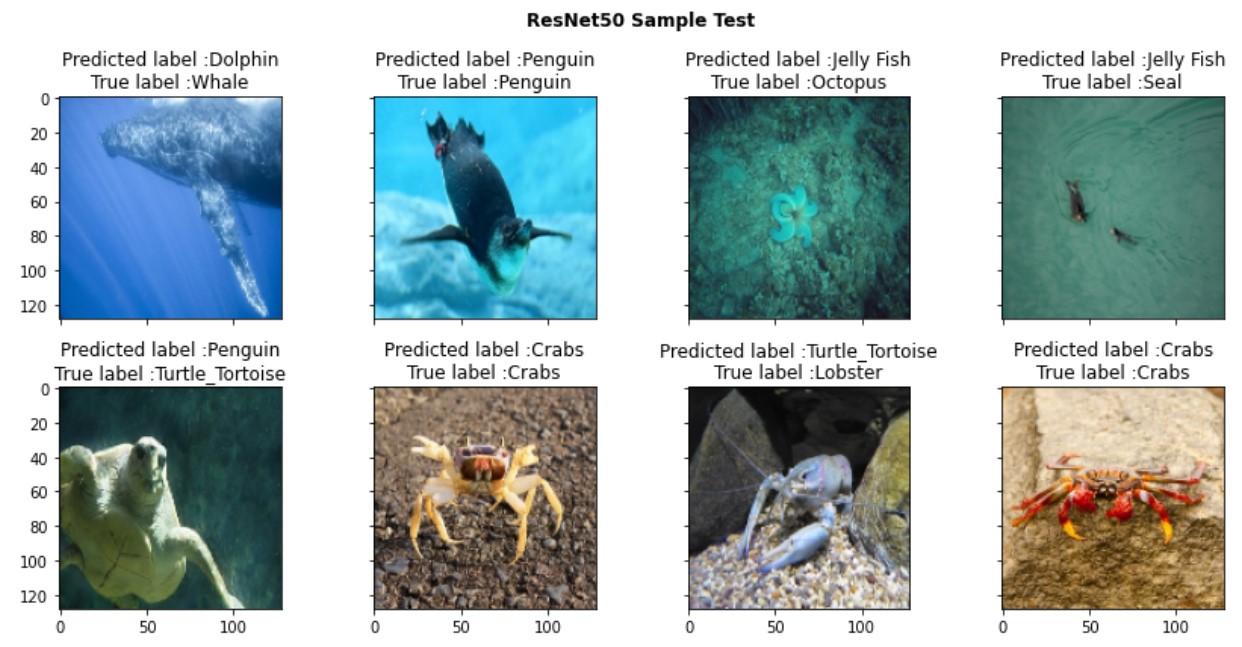 ResNet50 Sample Test
Predicted label :Dolphin
True label :Whale
Predicted label :Penguin
True label :Penguin
Predicted label :Jelly Fish
True label :Octopus
Predicted label :Jelly Fish
True label :Seal
0
20
40
60
80
100
120
Predicted label :Penguin
True label :Turtle_Tortoise
Predicted label :Crabs
True label :Crabs
Predicted label :Turtle_Tortoise
True label :Lobster
Predicted label :Crabs
True label :Crabs
0
20
40
60
80
100
120
0 50 100
0 50 100
0 50 100
0 50 100